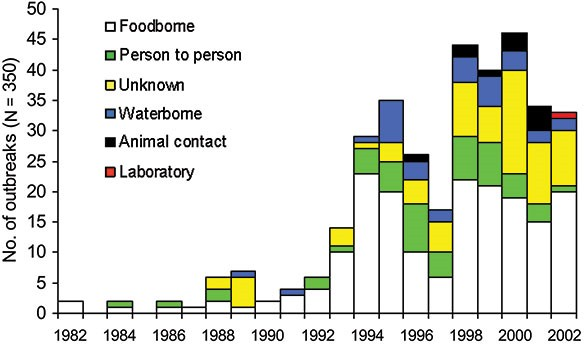 No. of outbreaks (N = 350)
50
45
40
35
30
25
20
15
10
5
0
Foodborne
Person to person
Unknown
Waterborne
Animal contact
Laboratory
1982 1984 1986 1988 1990 1992 1994 1996 1998 2000 2002